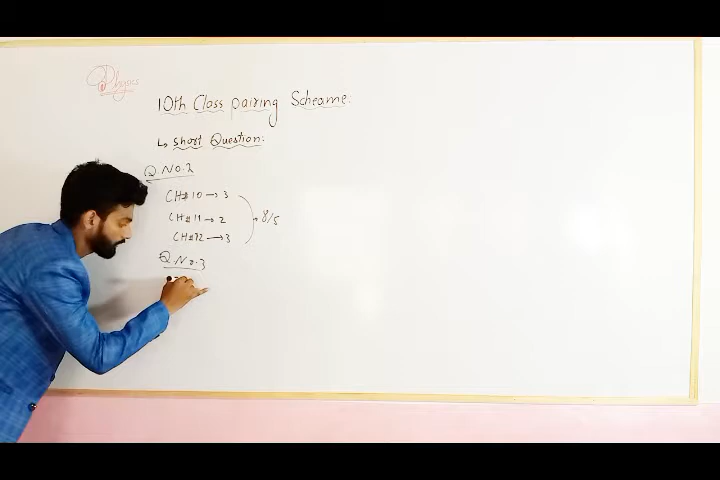 Physics
10th Class pairing Scheame.
↳ short Question.
Q No.2
CH#10 → 3
CH#11 → 2
CH#12 → 3
8/5
Q.No.3